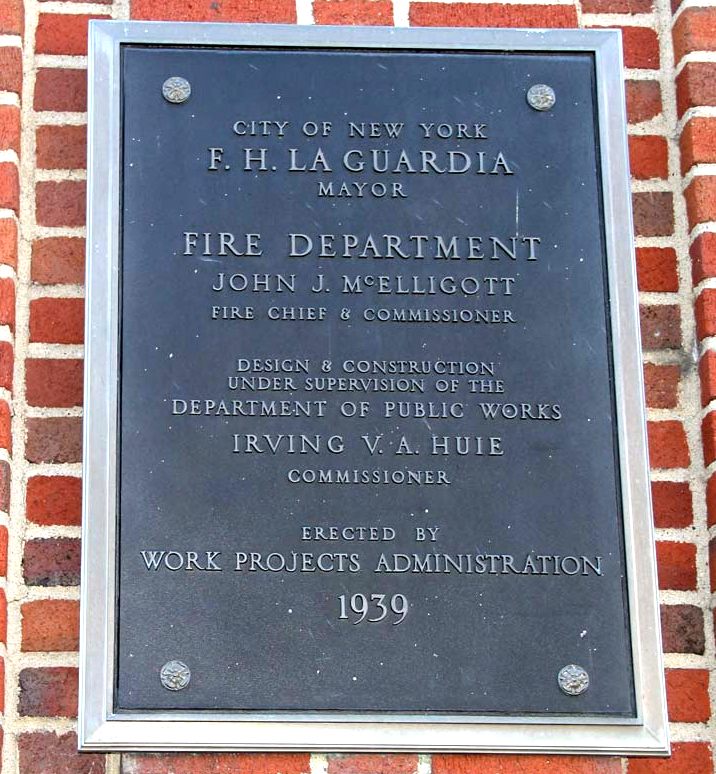 CITY OF NEW YORK
F. H. LA GUARDIA
MAYOR
FIRE DEPARTMENT
JOHN J. McELLIGOTT
FIRE CHIEF & COMMISSIONER
DESIGN & CONSTRUCTION
UNDER SUPERVISION OF THE
DEPARTMENT OF PUBLIC WORKS
IRVING V. A. HUIE
COMMISSIONER
ERECTED BY
WORK PROJECTS ADMINISTRATION
1939